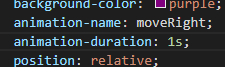 background-color: purple;
animation-name: moveRight;
animation-duration: 1s;
position: relative;